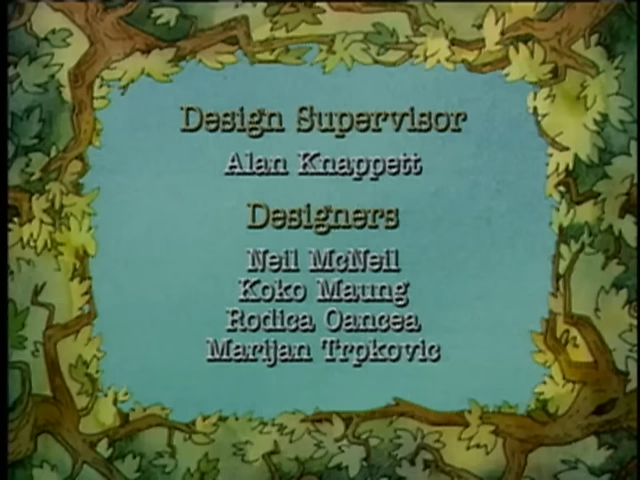 Design Supervisor
Alan Knappett
Designers
Neil McNeil
Koko Maung
Rodica Oancea
Marijan Trpkovic